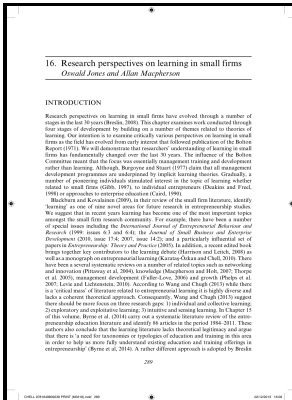 16. Research perspectives on learning in small firms
Oswald Jones and Allan Macpherson
INTRODUCTION
Research perspectives on learning in small firms have evolved through a number of
stages in the last 30 years (Breslin, 2008). This chapter examines work conducted through
four stages of development by building on a number of themes related to theories of
learning. Our intention is to examine critically various perspectives on learning in small
firms as the field has evolved from early interest that followed publication of the Bolton
Report (1971). We will demonstrate that researchers' understanding of learning in small
firms has fundamentally changed over the last 30 years. The influence of the Bolton
Committee meant that the focus was essentially management training and development
rather than learning. Although, Burgoyne and Stuart (1977) claim that all management
development programmes are underpinned by implicit learning theories. Gradually, a
number of pioneering individuals stimulated interest in the topic of learning whether
related to small firms (Gibb, 1997), to individual entrepreneurs (Deakins and Freel,
1998) or approaches to enterprise education (Caird, 1990).
Blackburn and Kovalainen (2009), in their review of the small firms literature, identify
'learning' as one of nine novel areas for future research in entrepreneurship studies.
We suggest that in recent years learning has become one of the most important topics
amongst the small firm research community. For example, there have been a number
of special issues including the International Journal of Entrepreneurial Behaviour and
Research (1999: issues 6.3 and 6.4); the Journal of Small Business and Enterprise
Development (2010, issue 17.4; 2007, issue 14.2); and a particularly influential set of
papers in Entrepreneurship: Theory and Practice (2005). In addition, a recent edited book
brings together key contributions to the learning debate (Harrison and Leitch, 2008) as
well as a monograph on entrepreneurial learning (Karataş-Özkan and Chell, 2010). There
have been a several systematic reviews on a number of related topics such as networking
and innovation (Pittaway et al., 2004), knowledge (Macpherson and Holt, 2007; Thorpe
et al., 2005), management development (Fuller-Love, 2006) and growth (Phelps et al.,
2007; Levie and Lichtenstein, 2010). According to Wang and Chugh (2013) while there
is a 'critical mass' of literature related to entrepreneurial learning it is highly diverse and
lacks a coherent theoretical approach. Consequently, Wang and Chugh (2013) suggest
there should be more focus on three research gaps: 1) individual and collective learning;
2) exploratory and exploitative learning; 3) intuitive and sensing learning. In Chapter 15
of this volume, Byrne et al. (2014) carry out a systematic literature review of the entre-
preneurship education literature and identify 86 articles in the period 1984–2011. These
authors also conclude that the learning literature lacks theoretical legitimacy and argue
that there is 'a need for taxonomies or typologies of education and training in this area
in order to help us more fully understand existing education and training offerings in
entrepreneurship' (Byrne et al., 2014). A rather different approach is adopted by Breslin
289